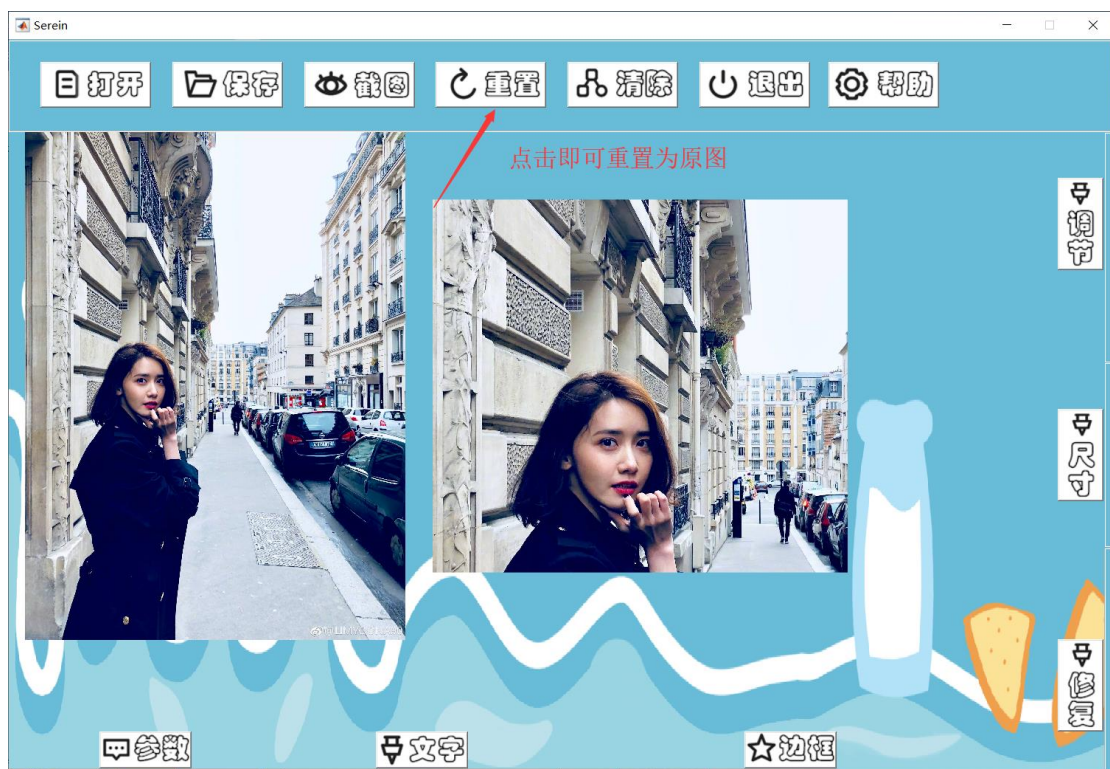 Serein
打开 保存 截图 重置 清除 退出 帮助
点击即可重置为原图
调节
尺寸
修复
参数 文字 边框